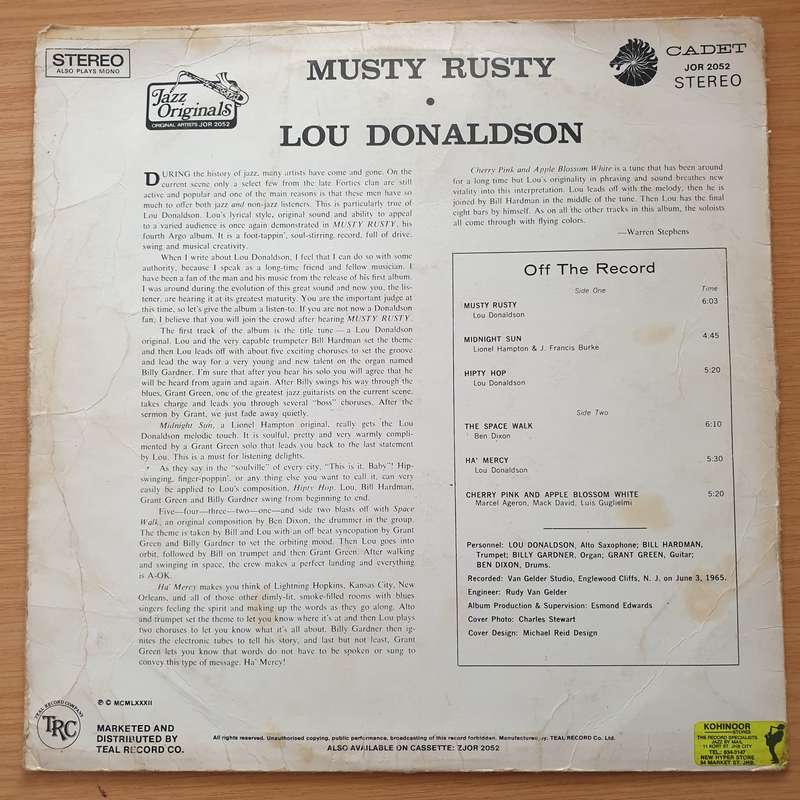 STEREO
ALSO PLAYS MONO
Jazz
Originals
ORIGINAL ARTISTS JOR 2052
MUSTY RUSTY
•
LOU DONALDSON
CADET
JOR 2052
STEREO
DURING the history of jazz, many artists have come and gone. On the
current scene only a select few from the late Forties clan are still
active and popular and one of the main reasons is that these men have so
much to offer both jazz and non-jazz listeners. This is particularly true of
Lou Donaldson. Lou's lyrical style, original sound and ability to appeal
to a varied audience is once again demonstrated in MUSTY RUSTY, his
fourth Argo album. It is a foot-tappin', soul-stirring record, full of drive,
swing and musical creativity.
When I write about Lou Donaldson, I feel that I can do so with some
authority, because I speak as a long-time friend and fellow musician. I
have been a fan of the man and his music from the release of his first album.
I was around during the evolution of this great sound and now you, the lis-
tener, are hearing it at its greatest maturity. You are the important judge at
this time, so let's give the album a listen-to. If you are not now a Donaldson
fan, I believe that you will join the crowd after hearing MUSTY RUSTY.
The first track of the album is the title tune — a Lou Donaldson
original. Lou and the very capable trumpeter Bill Hardman set the theme
and then Lou leads off with about five exciting choruses to set the groove
and lead the way for a very young and new talent on the organ named
Billy Gardner. I'm sure that after you hear his solo you will agree that he
will be heard from again and again. After Billy swings his way through the
blues, Grant Green, one of the greatest jazz guitarists on the current scene,
takes charge and leads you through several "boss" choruses. After the
sermon by Grant, we just fade away quietly.
Midnight Sun, a Lionel Hampton original, really gets the Lou
Donaldson melodic touch. It is soulful, pretty and very warmly compli-
mented by a Grant Green solo that leads you back to the last statement
by Lou. This is a must for listening delights.
As they say in the "soulville" of every city, "This is it, Baby"! Hip-
swinging, finger-poppin', or any thing else you want to call it, can very
easily be applied to Lou's composition, Hipty Hop. Lou, Bill Hardman,
Grant Green and Billy Gardner swing from beginning to end.
Five—four—three—two—one—and side two blasts off with Space
Walk, an original composition by Ben Dixon, the drummer in the group.
The theme is taken by Bill and Lou with an off beat syncopation by Grant
Green and Billy Gardner to set the orbiting mood. Then Lou goes into
orbit, followed by Bill on trumpet and then Grant Green. After walking
and swinging in space, the crew makes a perfect landing and everything
is A-OK.
Ha' Mercy makes you think of Lightning Hopkins, Kansas City, New
Orleans, and all of those other dimly-lit, smoke-filled rooms with blues
singers feeling the spirit and making up the words as they go along. Alto
and trumpet set the theme to let you know where it's at and then Lou plays
two choruses to let you know what it's all about. Billy Gardner then ig-
nites the electronic tubes to tell his story, and last but not least, Grant
Green lets you know that words do not have to be spoken or sung to
convey this type of message. Ha' Mercy!
Cherry Pink and Apple Blossom White is a tune that has been around
for a long time but Lou's originality in phrasing and sound breathes new
vitality into this interpretation. Lou leads off with the melody, then he is
joined by Bill Hardman in the middle of the tune. Then Lou has the final
eight bars by himself. As on all the other tracks in this album, the soloists
all come through with flying colors.
—Warren Stephens
Off The Record
Side One Time
MUSTY RUSTY 6:03
Lou Donaldson
MIDNIGHT SUN 4:45
Lionel Hampton & J. Francis Burke
HIPTY HOP 5:20
Lou Donaldson
Side Two
THE SPACE WALK 6:10
Ben Dixon
HA' MERCY 5:30
Lou Donaldson
CHERRY PINK AND APPLE BLOSSOM WHITE 5:20
Marcel Ageron, Mack David, Luis Guglielmi
Personnel: LOU DONALDSON, Alto Saxophone; BILL HARDMAN,
Trumpet; BILLY GARDNER, Organ; GRANT GREEN, Guitar;
BEN DIXON, Drums.
Recorded: Van Gelder Studio, Englewood Cliffs, N. J. on June 3, 1965.
Engineer: Rudy Van Gelder
Album Production & Supervision: Esmond Edwards
Cover Photo: Charles Stewart
Cover Design: Michael Reid Design
℗ © MCMLXXXII
TEAL RECORD COMPANY
TRC
MARKETED AND
DISTRIBUTED BY
TEAL RECORD CO.
All rights reserved. Unauthorised copying, public performance, broadcasting of this record forbidden. Manufactured by: TEAL RECORD Co. Ltd.
ALSO AVAILABLE ON CASSETTE: ZJOR 2052
KOHINOOR
STORES
THE RECORD SPECIALISTS
JAZZ BY MAIL
11 KORT ST. JHB CITY
TEL.: 834-3147
NEW HYPER STORE
54 MARKET ST. JHB.